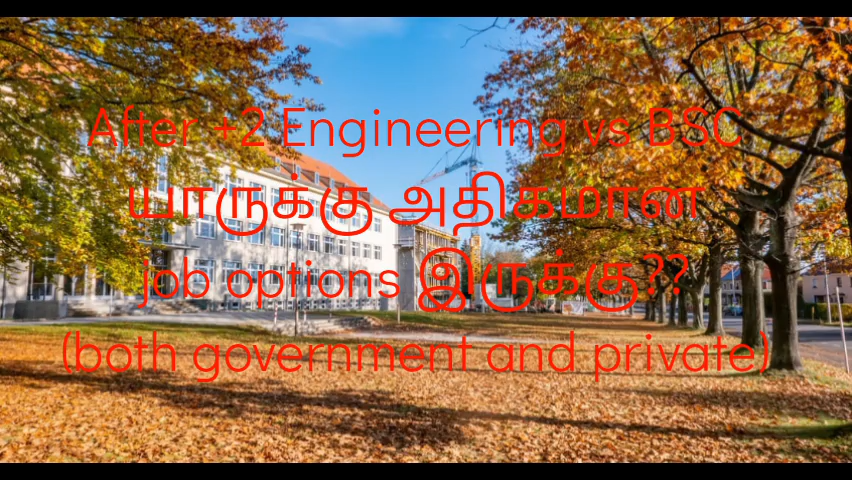 After +2 Engineering vs BSC
யாருக்கு அதிகமான
job options இருக்கு??
(both government and private)